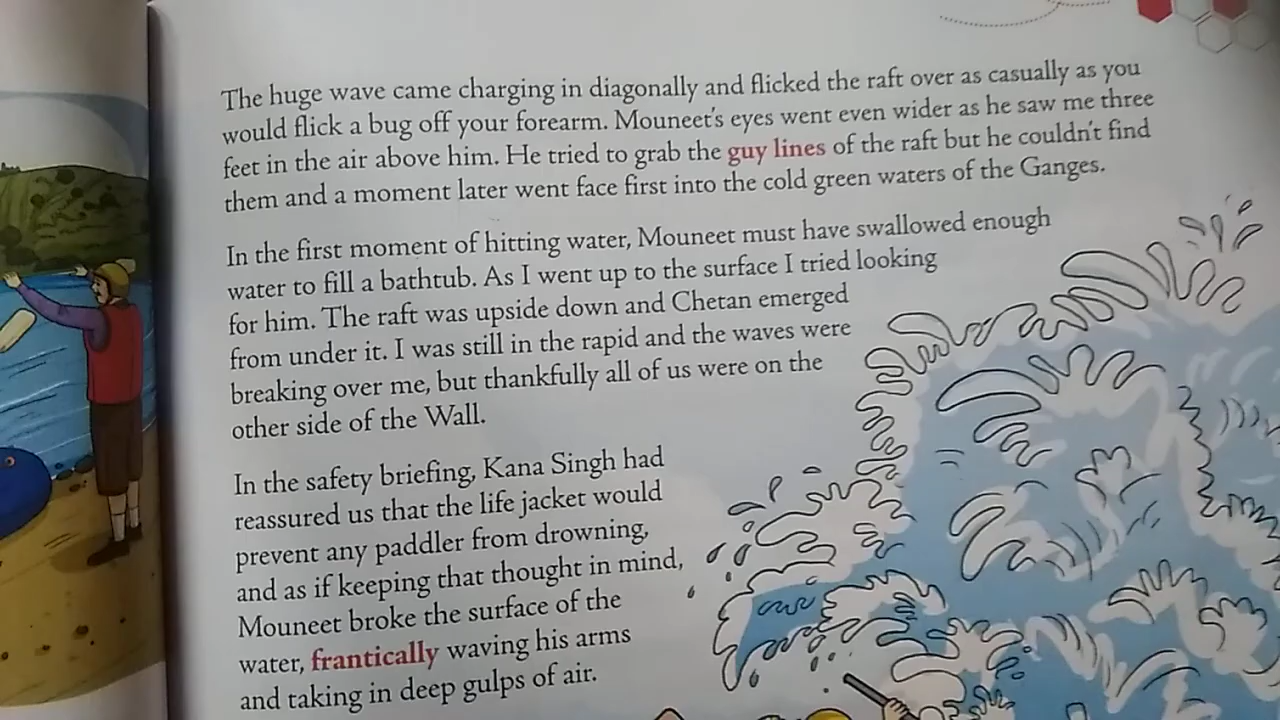 The huge wave came charging in diagonally and flicked the raft over as casually as you
would flick a bug off your forearm. Mouneet's eyes went even wider as he saw me three
feet in the air above him. He tried to grab the guy lines of the raft but he couldn't find
them and a moment later went face first into the cold green waters of the Ganges.
In the first moment of hitting water, Mouneet must have swallowed enough
water to fill a bathtub. As I went up to the surface I tried looking
for him. The raft was upside down and Chetan emerged
from under it. I was still in the rapid and the waves were
breaking over me, but thankfully all of us were on the
other side of the Wall.
In the safety briefing, Kana Singh had
reassured us that the life jacket would
prevent any paddler from drowning,
and as if keeping that thought in mind,
Mouneet broke the surface of the
water, frantically waving his arms
and taking in deep gulps of air.